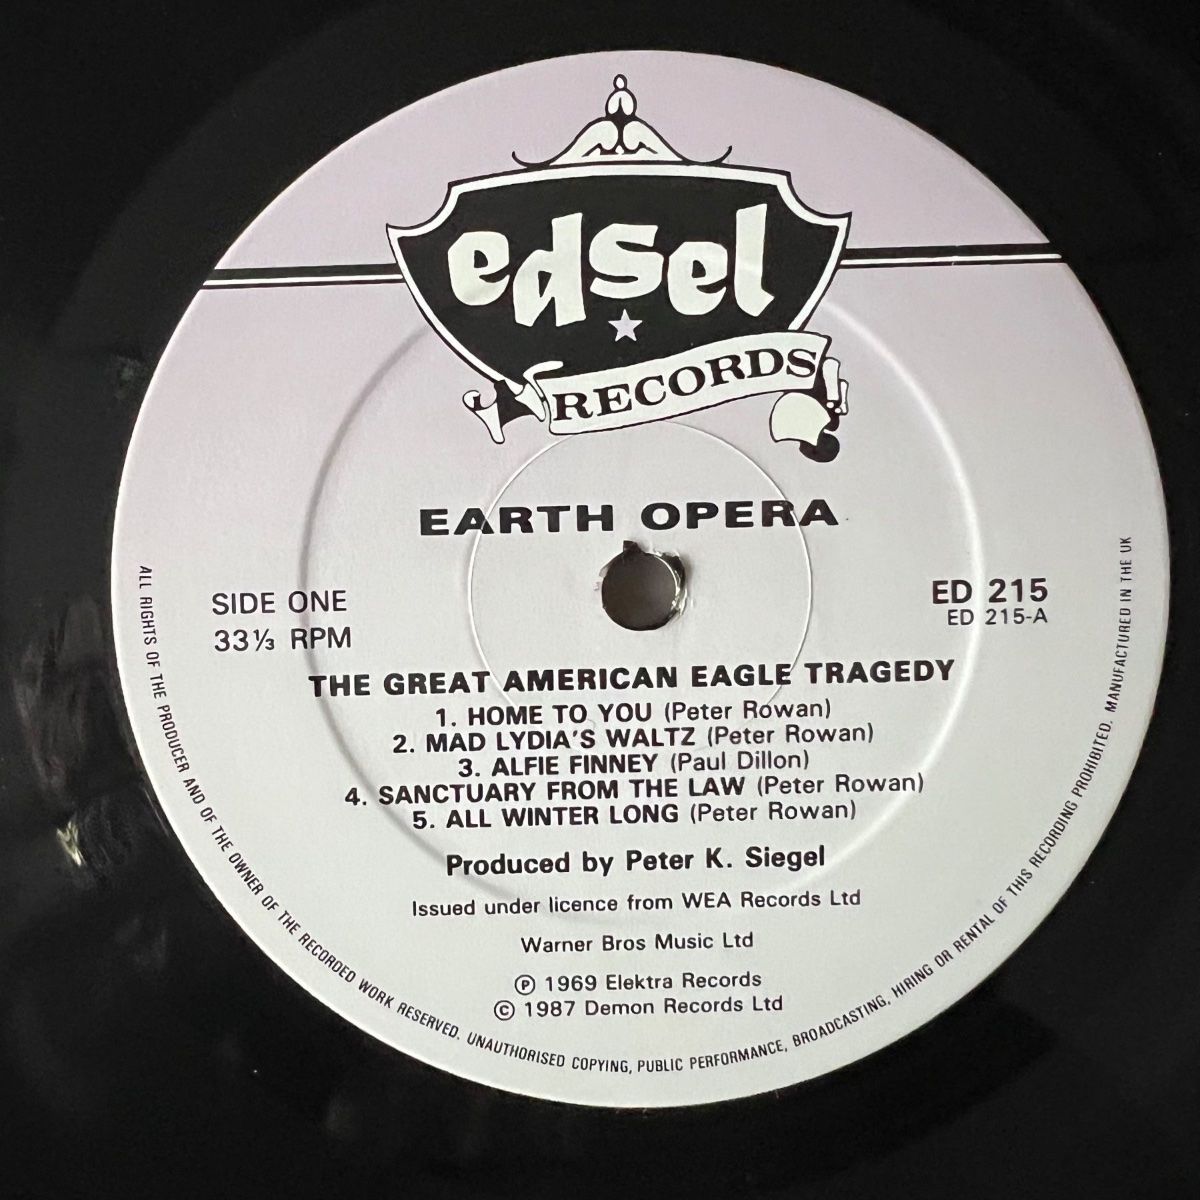 edsel
RECORDS
EARTH OPERA
SIDE ONE
33⅓ RPM
ED 215
ED 215-A
THE GREAT AMERICAN EAGLE TRAGEDY
1. HOME TO YOU (Peter Rowan)
2. MAD LYDIA'S WALTZ (Peter Rowan)
3. ALFIE FINNEY (Paul Dillon)
4. SANCTUARY FROM THE LAW (Peter Rowan)
5. ALL WINTER LONG (Peter Rowan)
Produced by Peter K. Siegel
Issued under licence from WEA Records Ltd
Warner Bros Music Ltd
℗ 1969 Elektra Records
© 1987 Demon Records Ltd
ALL RIGHTS OF THE PRODUCER AND OF THE OWNER OF THE RECORDED WORK RESERVED. UNAUTHORISED COPYING, PUBLIC PERFORMANCE, BROADCASTING, HIRING OR RENTAL OF THIS RECORDING PROHIBITED. MANUFACTURED IN THE UK